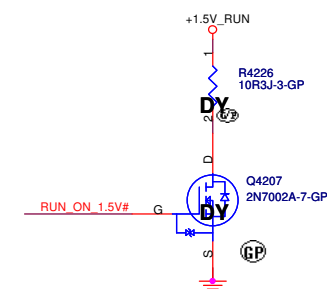 +1.5V_RUN
1
R4226
10R3J-3-GP
DY
2
D
Q4207
2N7002A-7-GP
G
RUN_ON_1.5V#
DY
S
GP